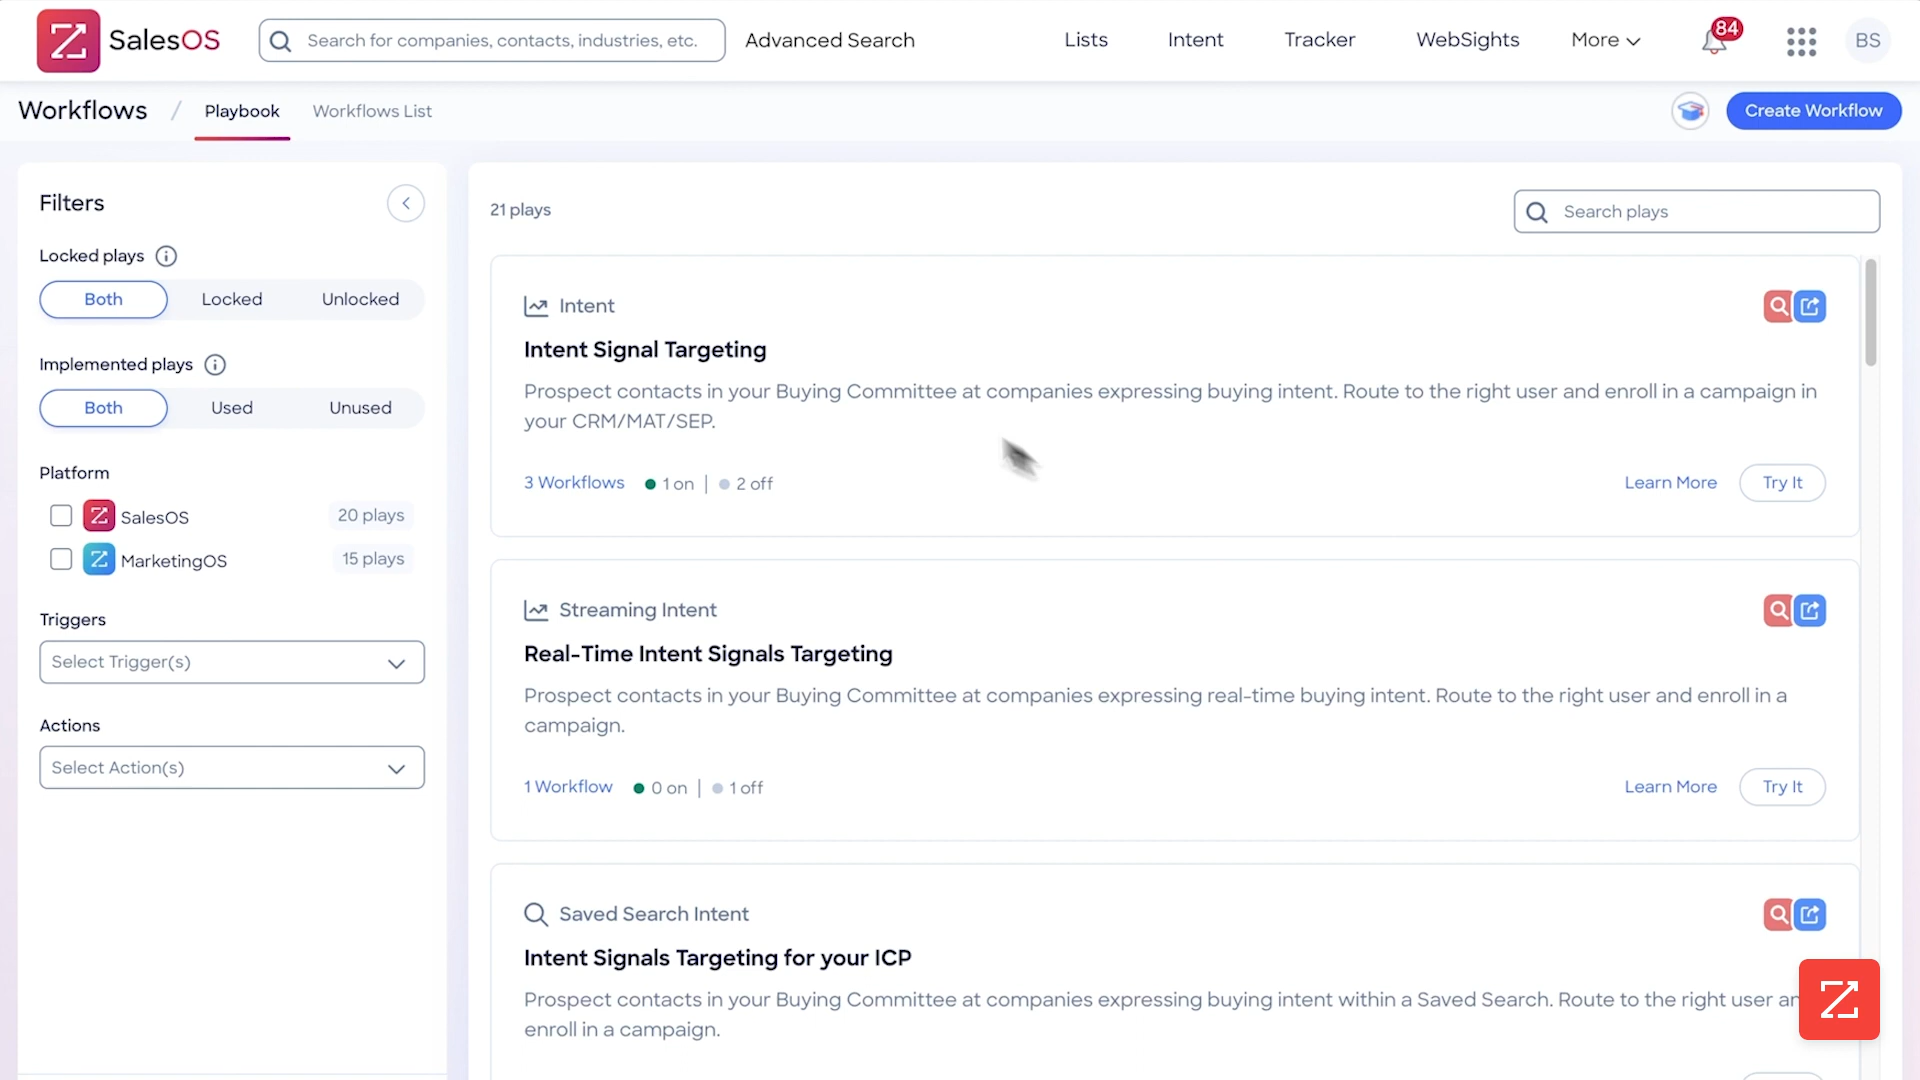 SalesOS
Search for companies, contacts, industries, etc.
Advanced Search
Lists
Intent
Tracker
WebSights
More
84
BS
Workflows / Playbook
Workflows List
Create Workflow
Filters
Locked plays
Both
Locked
Unlocked
Implemented plays
Both
Used
Unused
Platform
SalesOS
20 plays
MarketingOS
15 plays
Triggers
Select Trigger(s)
Actions
Select Action(s)
21 plays
Search plays
Intent
Intent Signal Targeting
Prospect contacts in your Buying Committee at companies expressing buying intent. Route to the right user and enroll in a campaign in
your CRM/MAT/SEP.
3 Workflows
1 on | 2 off
Learn More
Try It
Streaming Intent
Real-Time Intent Signals Targeting
Prospect contacts in your Buying Committee at companies expressing real-time buying intent. Route to the right user and enroll in a
campaign.
1 Workflow
0 on | 1 off
Learn More
Try It
Saved Search Intent
Intent Signals Targeting for your ICP
Prospect contacts in your Buying Committee at companies expressing buying intent within a Saved Search. Route to the right user
enroll in a campaign.